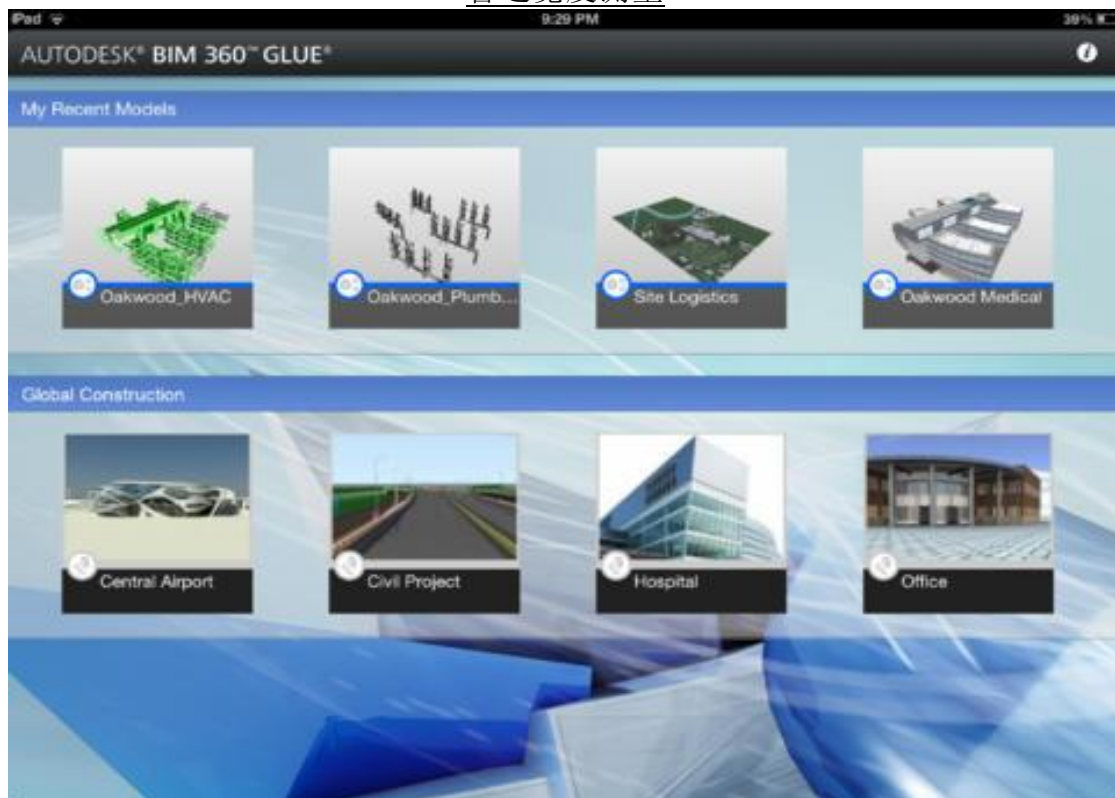 iPad 9:29 PM 39%
AUTODESK® BIM 360™ GLUE®
My Recent Models
Oakwood_HVAC
Oakwood_Plumb...
Site Logistics
Oakwood Medical
Global Construction
Central Airport
Civil Project
Hospital
Office